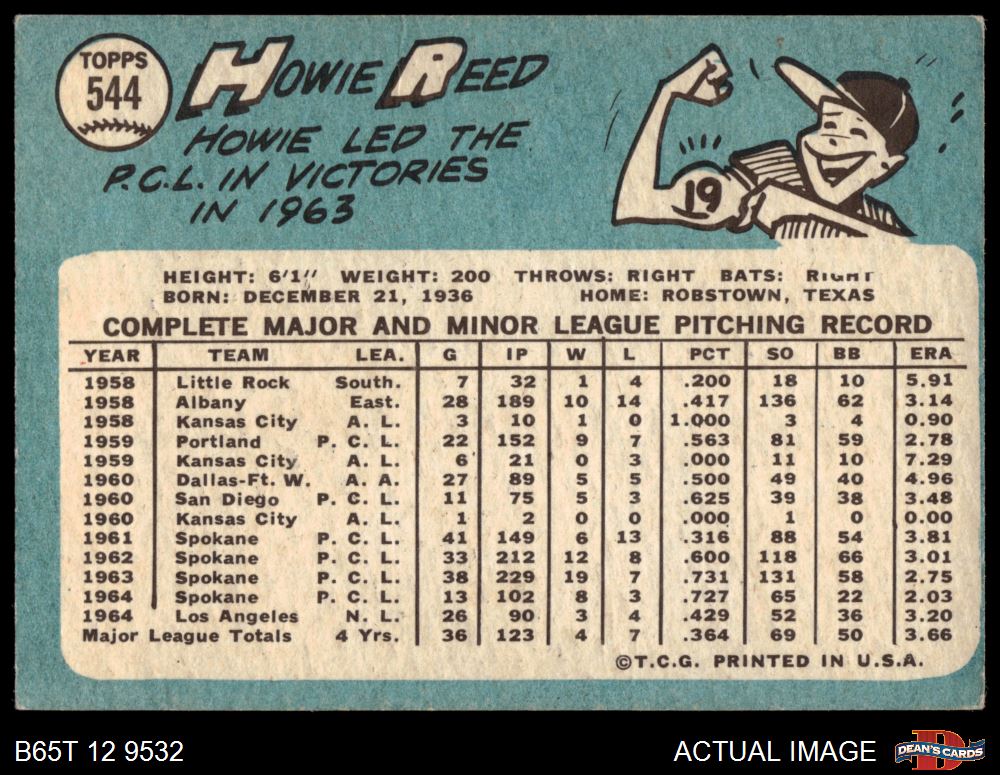 TOPPS
544
HOWIE REED
HOWIE LED THE
P.C.L. IN VICTORIES
IN 1963
19
HEIGHT: 6'1" WEIGHT: 200 THROWS: RIGHT BATS: RIGHT
BORN: DECEMBER 21, 1936 HOME: ROBSTOWN, TEXAS
COMPLETE MAJOR AND MINOR LEAGUE PITCHING RECORD
YEAR TEAM LEA. G IP W L PCT SO BB ERA
1958 Little Rock South. 7 32 1 4 .200 18 10 5.91
1958 Albany East. 28 189 10 14 .417 136 62 3.14
1958 Kansas City A. L. 3 10 1 0 1.000 3 4 0.90
1959 Portland P. C. L. 22 152 9 7 .563 81 59 2.78
1959 Kansas City A. L. 6 21 0 3 .000 11 10 7.29
1960 Dallas-Ft. W. A. A. 27 89 5 5 .500 49 40 4.96
1960 San Diego P. C. L. 11 75 5 3 .625 39 38 3.48
1960 Kansas City A. L. 1 2 0 0 .000 1 0 0.00
1961 Spokane P. C. L. 41 149 6 13 .316 88 54 3.81
1962 Spokane P. C. L. 33 212 12 8 .600 118 66 3.01
1963 Spokane P. C. L. 38 229 19 7 .731 131 58 2.75
1964 Spokane P. C. L. 13 102 8 3 .727 65 22 2.03
1964 Los Angeles N. L. 26 90 3 4 .429 52 36 3.20
Major League Totals 4 Yrs. 36 123 4 7 .364 69 50 3.66
©T.C.G. PRINTED IN U.S.A.
B65T 12 9532 ACTUAL IMAGE DEAN'S CARDS